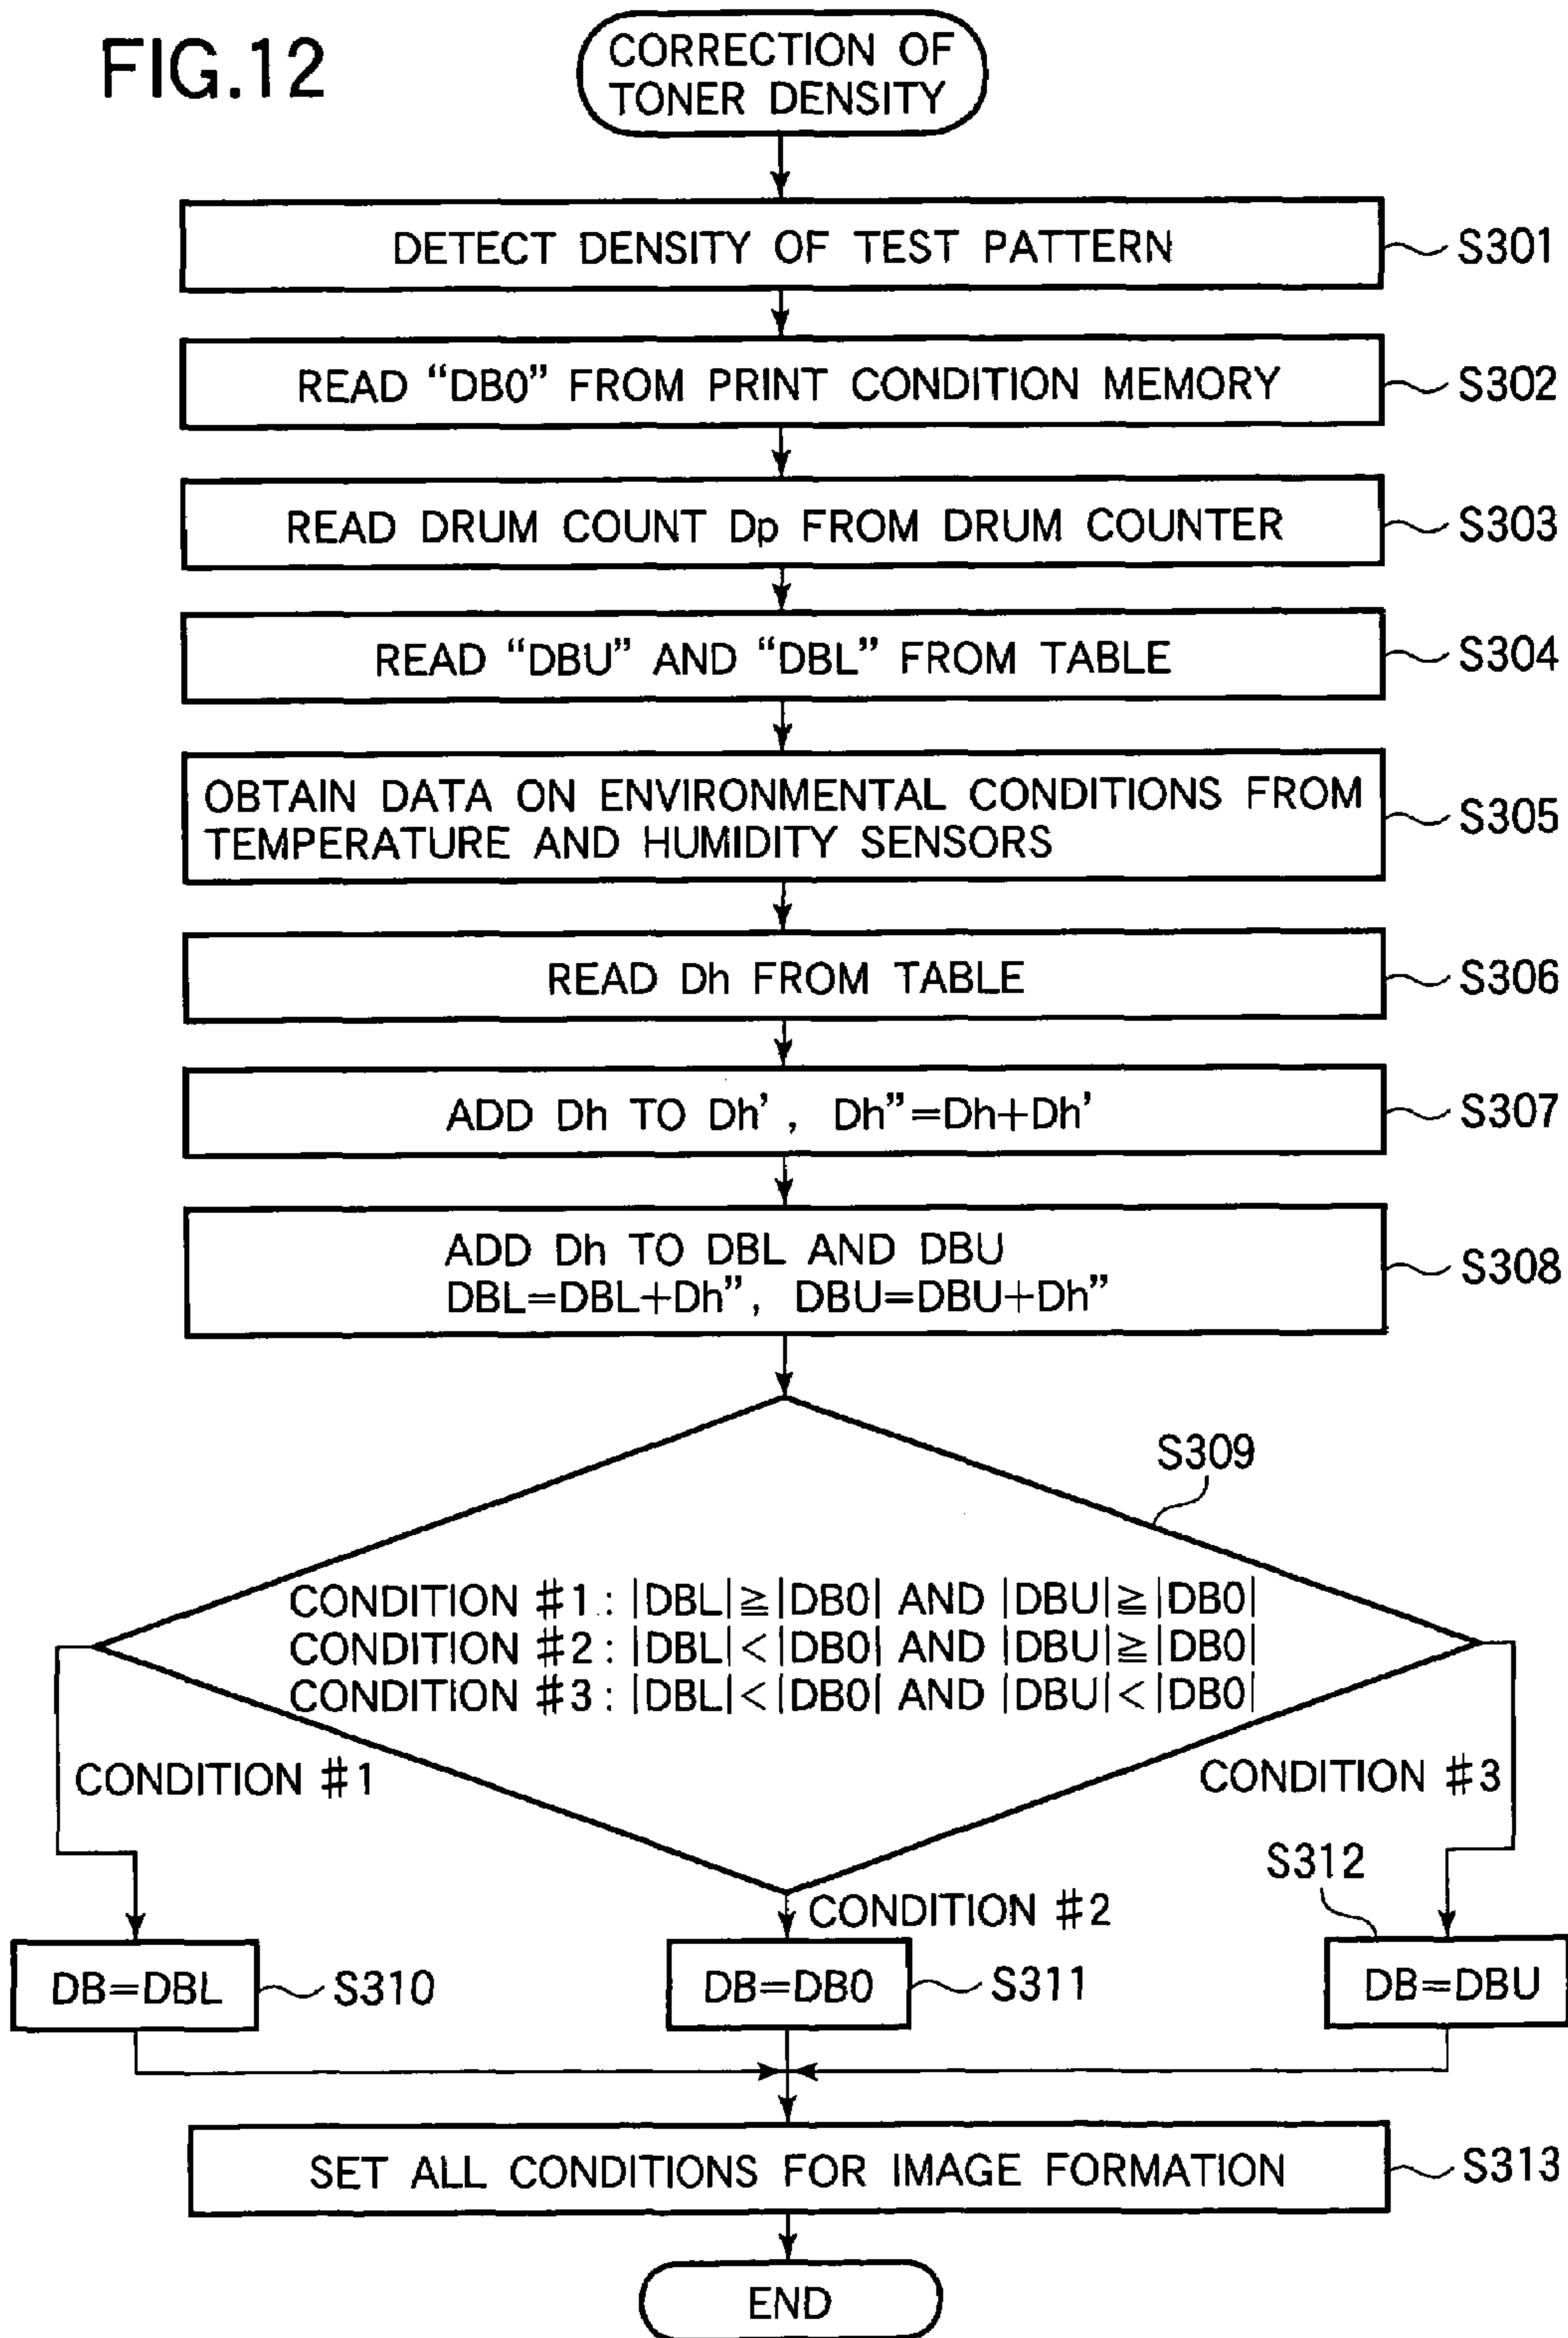 FIG.12
CORRECTION OF
TONER DENSITY
DETECT DENSITY OF TEST PATTERN
S301
READ “DB0” FROM PRINT CONDITION MEMORY
S302
READ DRUM COUNT Dp FROM DRUM COUNTER
S303
READ “DBU” AND “DBL” FROM TABLE
S304
OBTAIN DATA ON ENVIRONMENTAL CONDITIONS FROM
TEMPERATURE AND HUMIDITY SENSORS
S305
READ Dh FROM TABLE
S306
ADD Dh TO Dh', Dh”=Dh+Dh'
S307
ADD Dh TO DBL AND DBU
DBL=DBL+Dh”, DBU=DBU+Dh”
S308
S309
CONDITION #1: |DBL|≧|DB0| AND |DBU|≧|DB0|
CONDITION #2: |DBL|<|DB0| AND |DBU|≧|DB0|
CONDITION #3: |DBL|<|DB0| AND |DBU|<|DB0|
CONDITION #1
CONDITION #3
CONDITION #2
S312
DB=DBL
S310
DB=DB0
S311
DB=DBU
SET ALL CONDITIONS FOR IMAGE FORMATION
S313
END